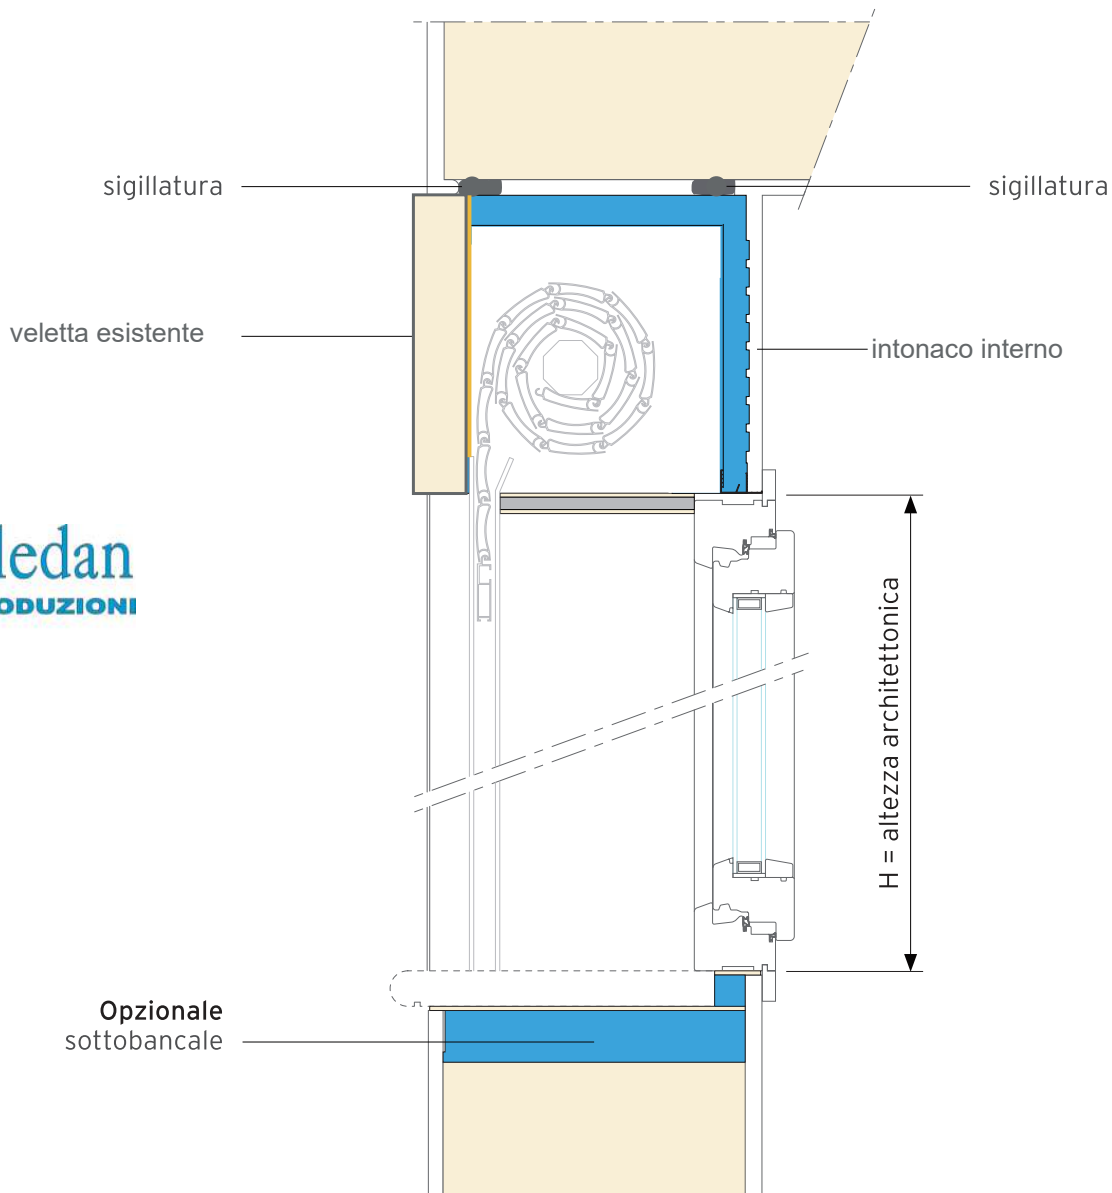 sigillatura
sigillatura
veletta esistente
intonaco interno
ledan
ODUZIONI
H = altezza architettonica
Opzionale
sottobancale